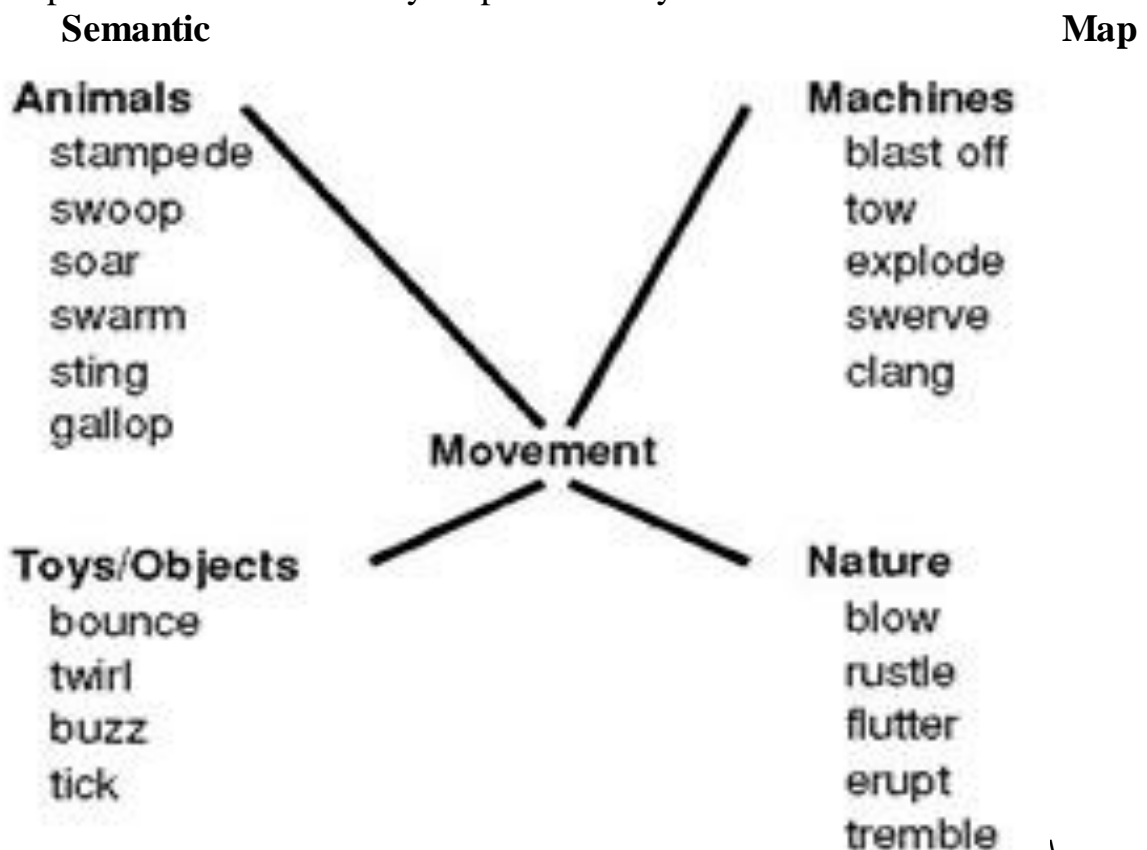 Semantic Map
Animals
stampede
swoop
soar
swarm
sting
gallop
Machines
blast off
tow
explode
swerve
clang
Movement
Toys/Objects
bounce
twirl
buzz
tick
Nature
blow
rustle
flutter
erupt
tremble